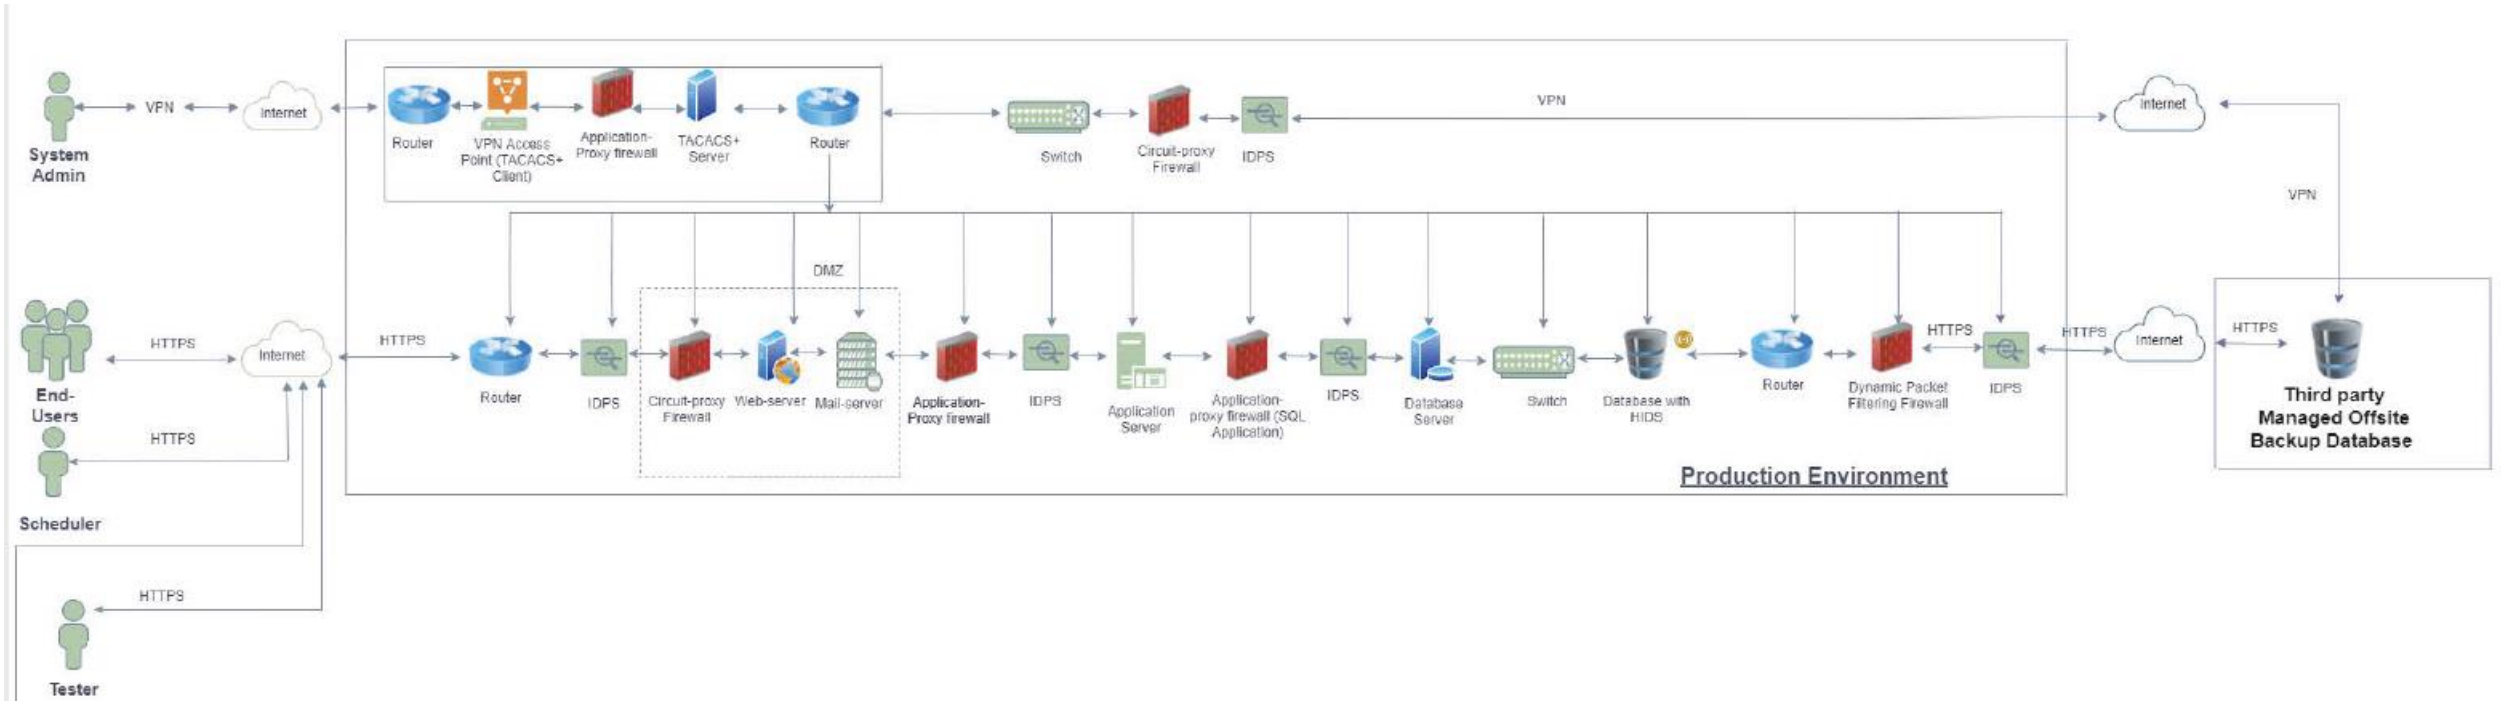 VPN
Internet
System
Admin
Router
VPN Access
Point (TACACS+
Client)
Application-
Proxy firewall
TACACS+
Server
Router
Switch
Circuit-proxy
Firewall
IDPS
VPN
Internet
VPN
DMZ
End-
Users
HTTPS
Internet
HTTPS
Router
IDPS
Circuit-proxy
Firewall
Web-server
Mail-server
Application-
Proxy firewall
IDPS
Application
Server
Application-
proxy firewall (SQL
Application)
IDPS
Database
Server
Switch
Database with
HIDS
Router
Dynamic Packet
Filtering Firewall
HTTPS
IDPS
HTTPS
Internet
HTTPS
Third party
Managed Offsite
Backup Database
HTTPS
Scheduler
Production Environment
HTTPS
Tester